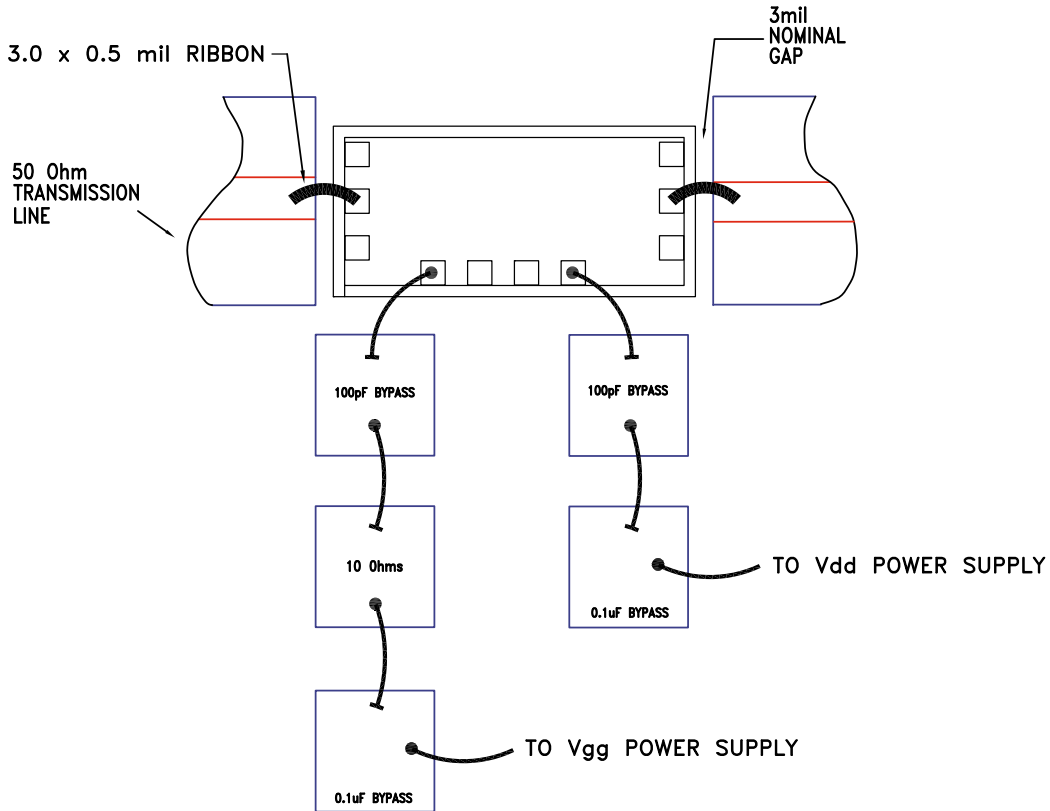 3mil
NOMINAL
GAP
3.0 x 0.5 mil RIBBON
50 Ohm
TRANSMISSION
LINE
100pF BYPASS
100pF BYPASS
10 Ohms
TO Vdd POWER SUPPLY
0.1uF BYPASS
TO Vgg POWER SUPPLY
0.1uF BYPASS